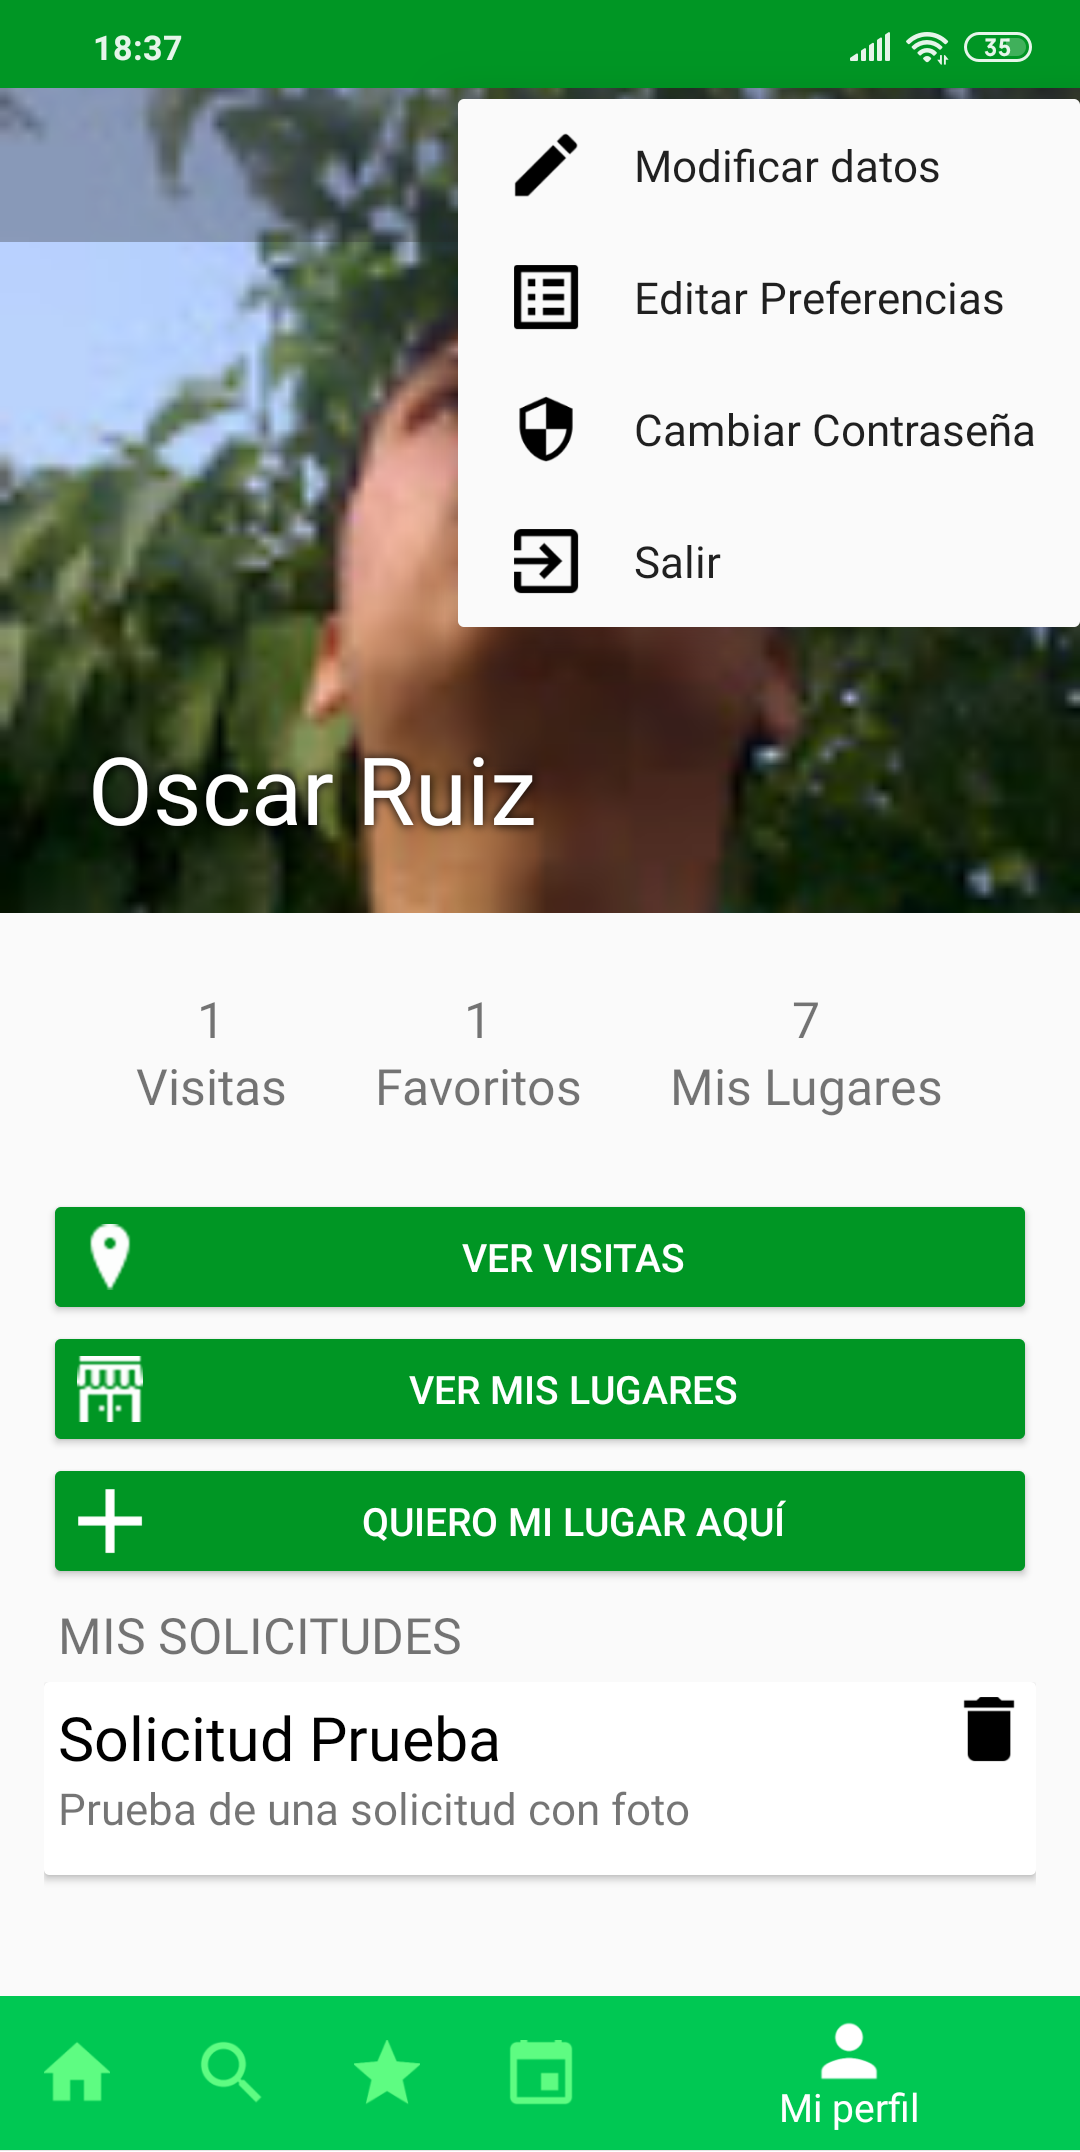 18:37
35
Modificar datos
Editar Preferencias
Cambiar Contraseña
Salir
Oscar Ruiz
1 1 7
Visitas Favoritos Mis Lugares
VER VISITAS
VER MIS LUGARES
QUIERO MI LUGAR AQUÍ
MIS SOLICITUDES
Solicitud Prueba
Prueba de una solicitud con foto
Mi perfil